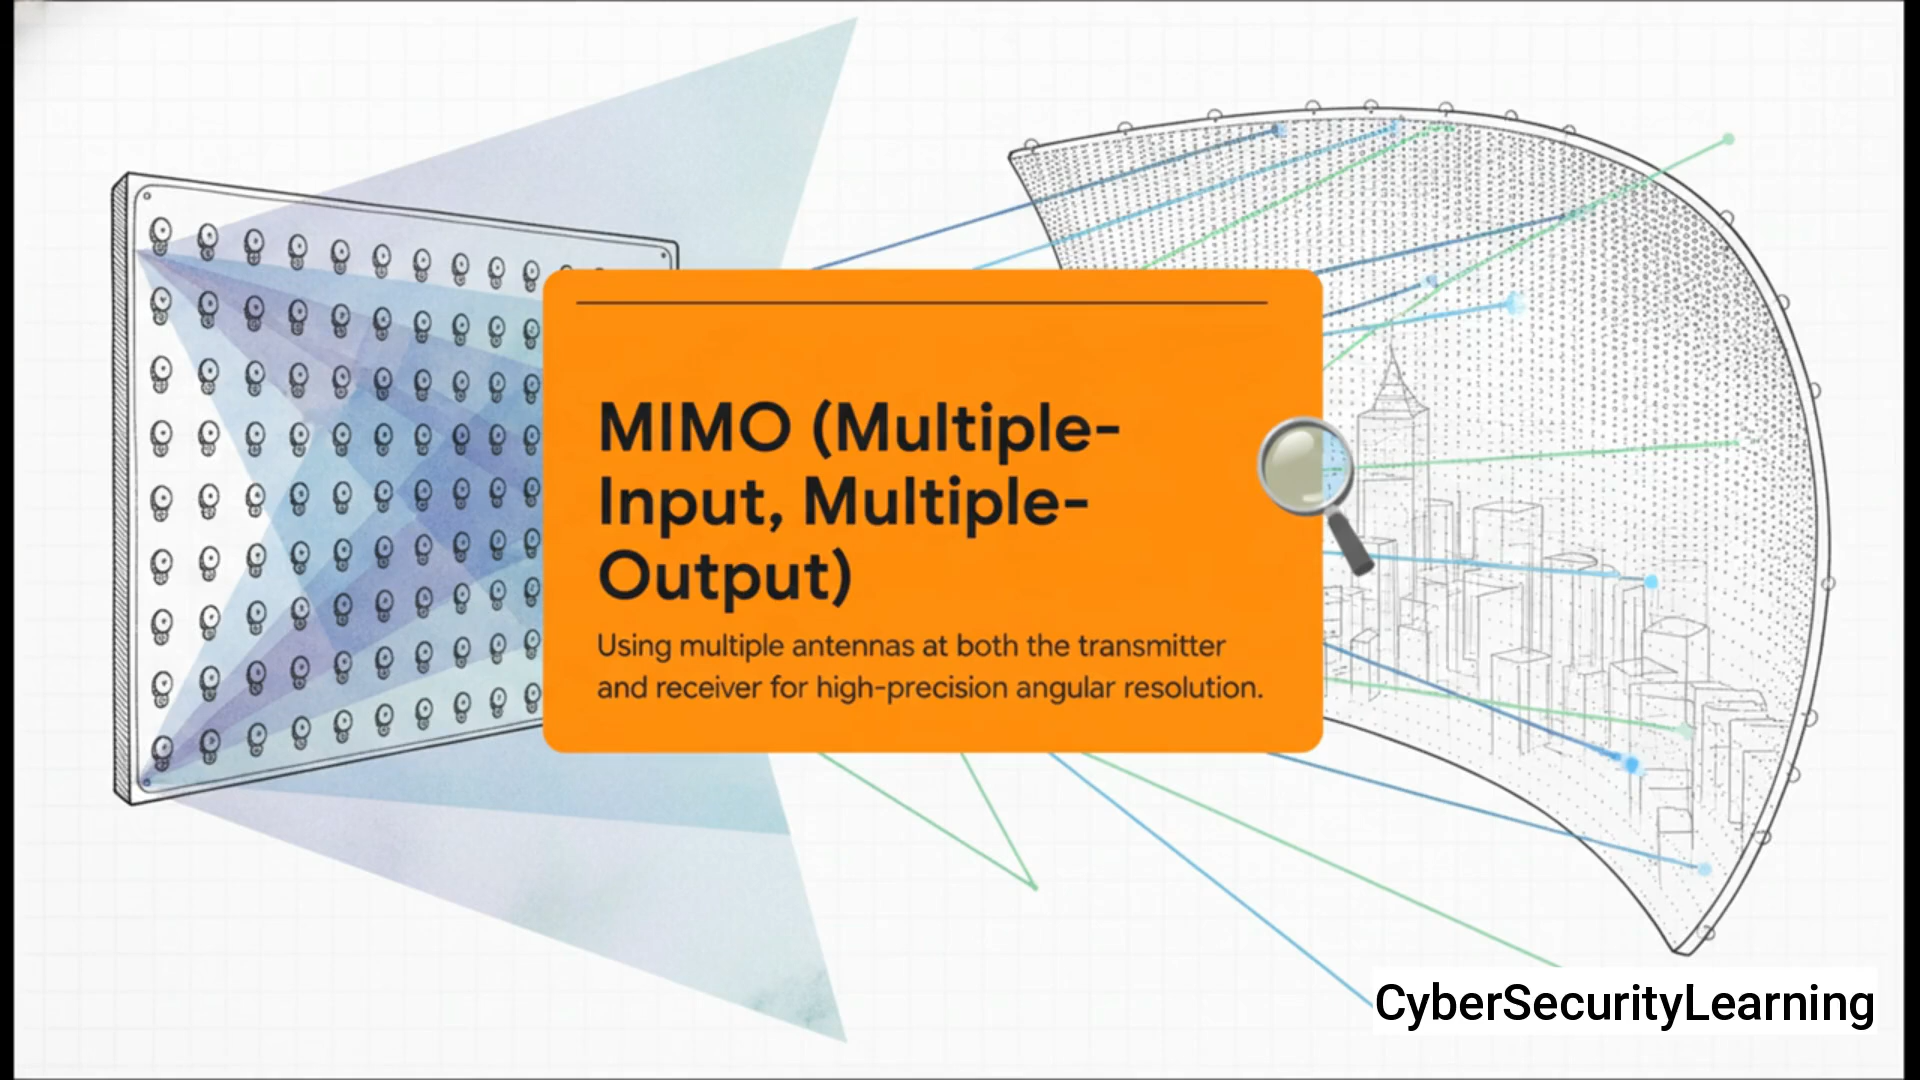 MIMO (Multiple-
Input, Multiple-
Output)
Using multiple antennas at both the transmitter
and receiver for high-precision angular resolution.
CyberSecurityLearning